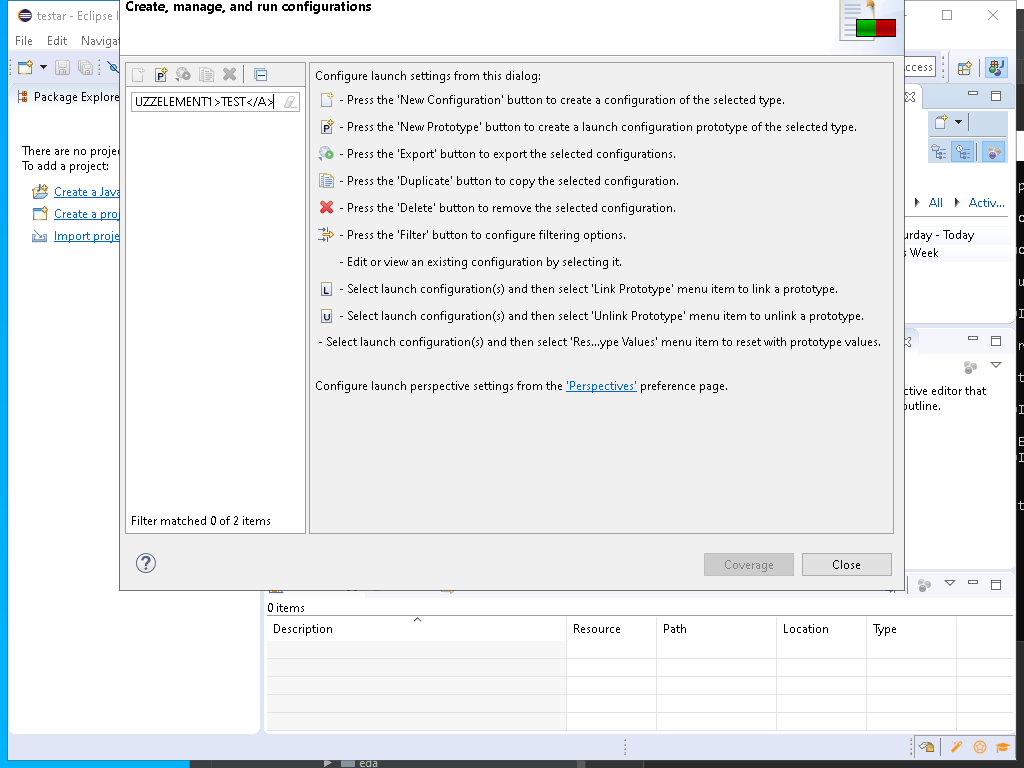 testar - Eclipse I
Create, manage, and run configurations
File Edit Naviga
ccess
Package Explore
UZZELEMENT1>TEST</A>
Configure launch settings from this dialog:
- Press the 'New Configuration' button to create a configuration of the selected type.
P - Press the 'New Prototype' button to create a launch configuration prototype of the selected type.
- Press the 'Export' button to export the selected configurations.
- Press the 'Duplicate' button to copy the selected configuration.
- Press the 'Delete' button to remove the selected configuration.
- Press the 'Filter' button to configure filtering options.
- Edit or view an existing configuration by selecting it.
L - Select launch configuration(s) and then select 'Link Prototype' menu item to link a prototype.
U - Select launch configuration(s) and then select 'Unlink Prototype' menu item to unlink a prototype.
- Select launch configuration(s) and then select 'Res...ype Values' menu item to reset with prototype values.
Configure launch perspective settings from the 'Perspectives' preference page.
There are no projec
To add a project:
Create a Java
Create a proj
Import proje
All Activ...
urday - Today
s Week
ctive editor that
outline.
Filter matched 0 of 2 items
? Coverage Close
0 items
Description Resource Path Location Type
eda